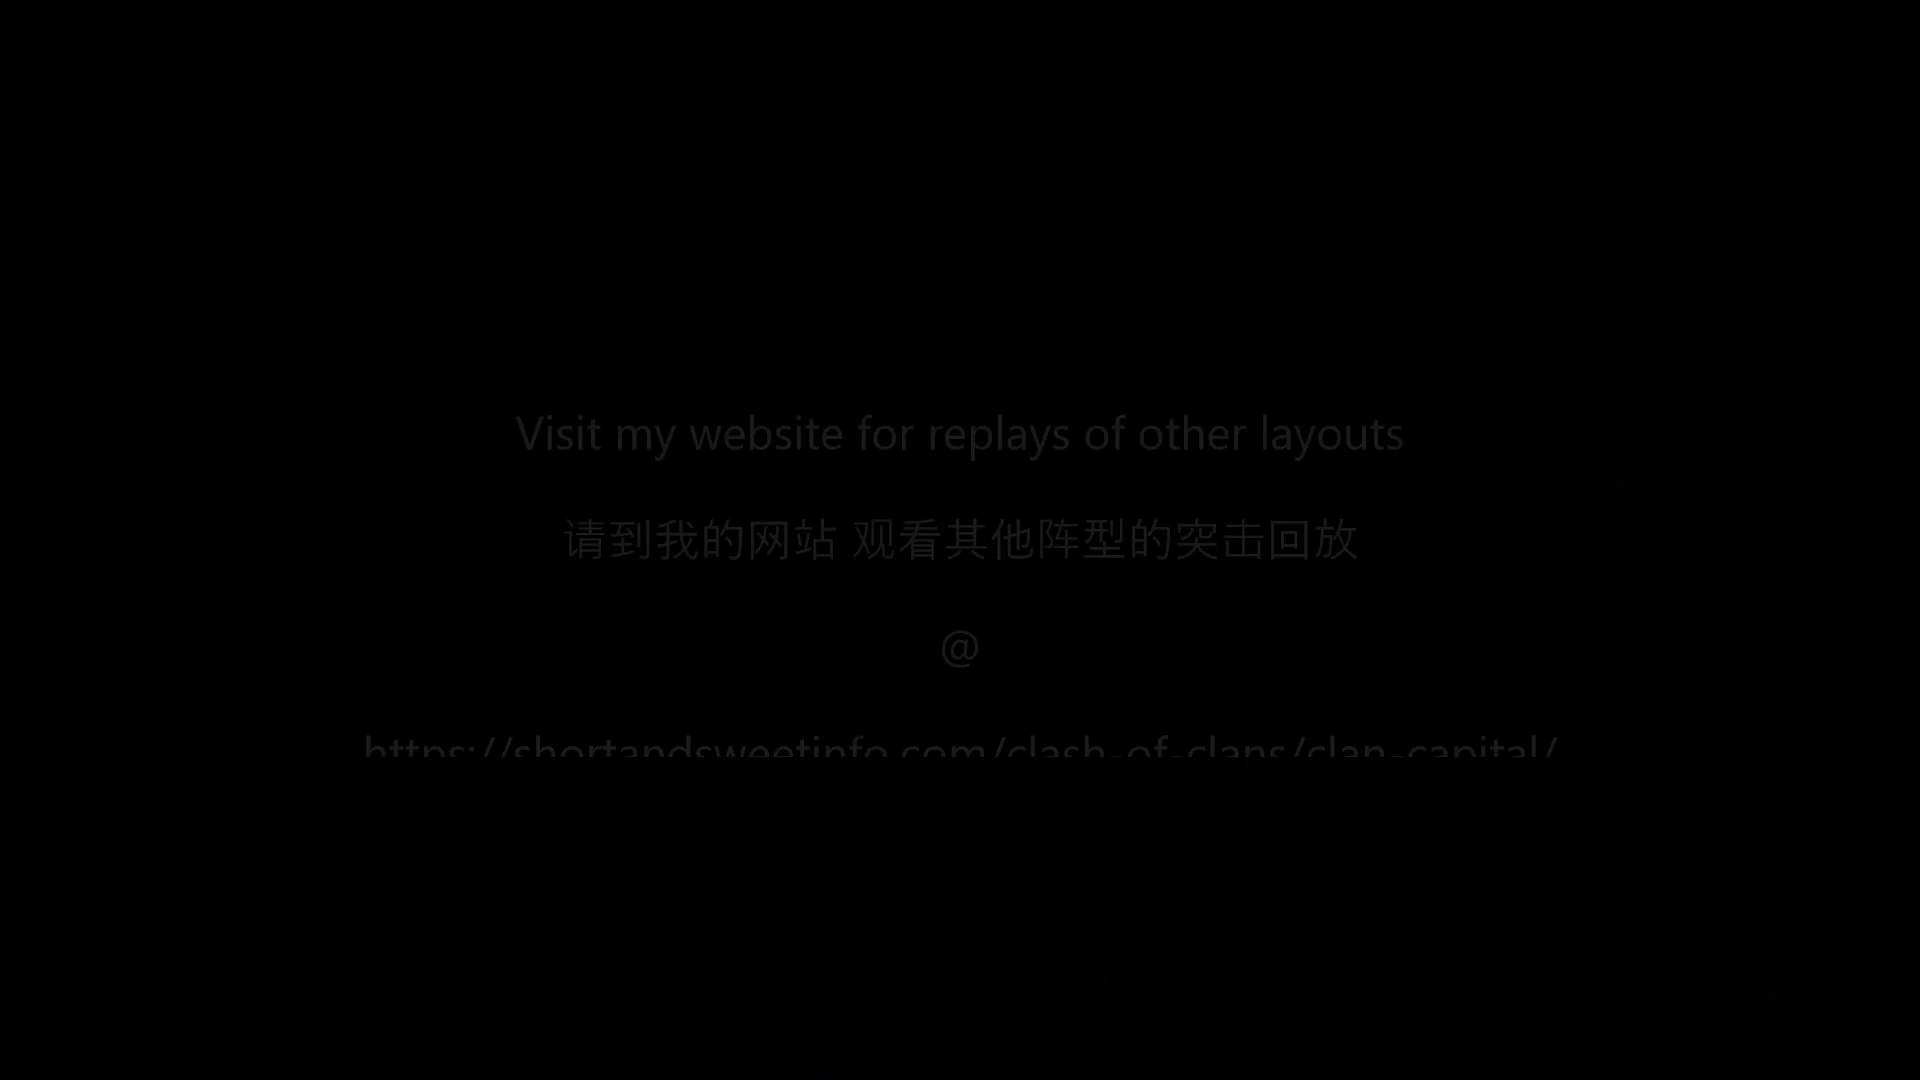 Visit my website for replays of other layouts
请到我的网站 观看其他阵型的突击回放
@
https://shortandsweetinfo.com/clash-of-clans/clan-capital/